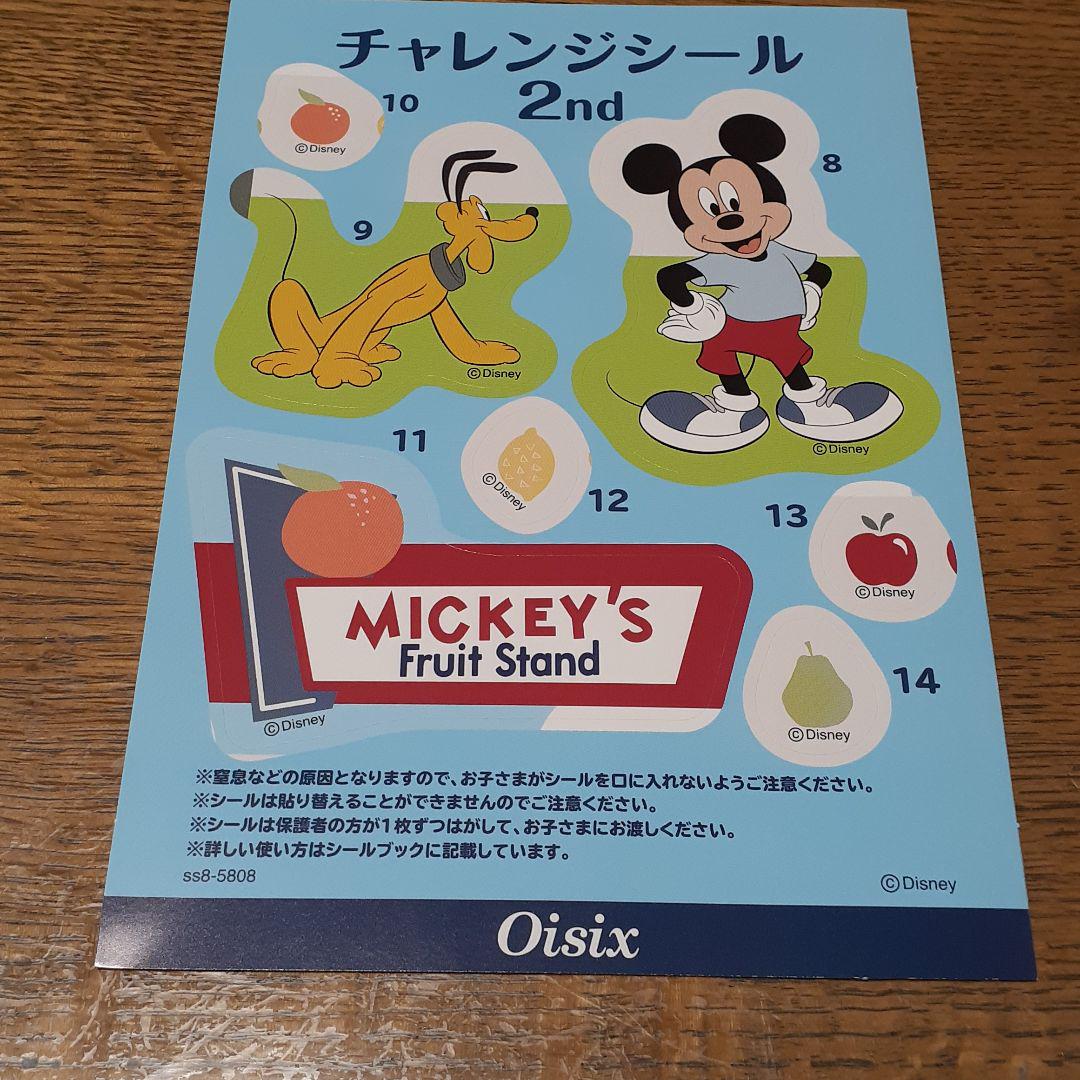 チャレンジシール
2nd
10
©Disney
8
9
©Disney
©Disney
11
12
©Disney
13
©Disney
MICKEY'S
Fruit Stand
©Disney
14
©Disney
※窒息などの原因となりますので、お子さまがシールを口に入れないようご注意ください。
※シールは貼り替えることができませんのでご注意ください。
※シールは保護者の方が1枚ずつはがして、お子さまにお渡しください。
※詳しい使い方はシールブックに記載しています。
ss8-5808
©Disney
Oisix